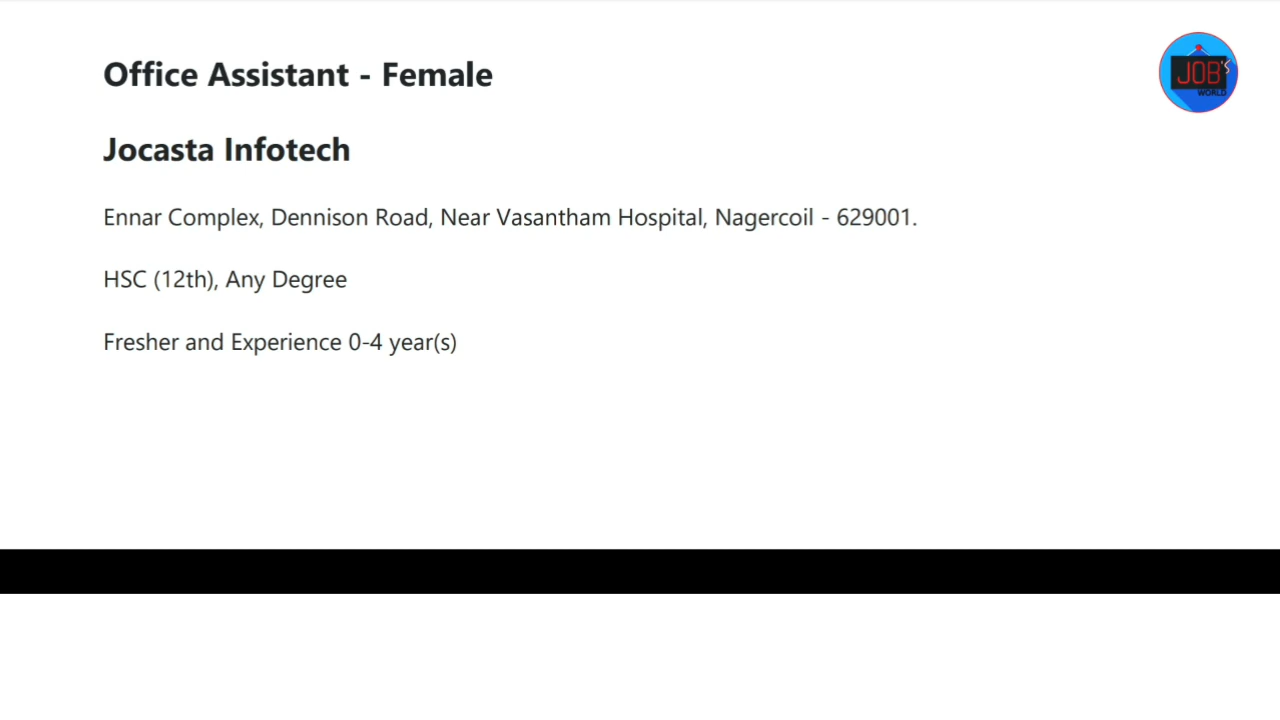 Office Assistant - Female
JOB'S
WORLD
Jocasta Infotech
Ennar Complex, Dennison Road, Near Vasantham Hospital, Nagercoil - 629001.
HSC (12th), Any Degree
Fresher and Experience 0-4 year(s)